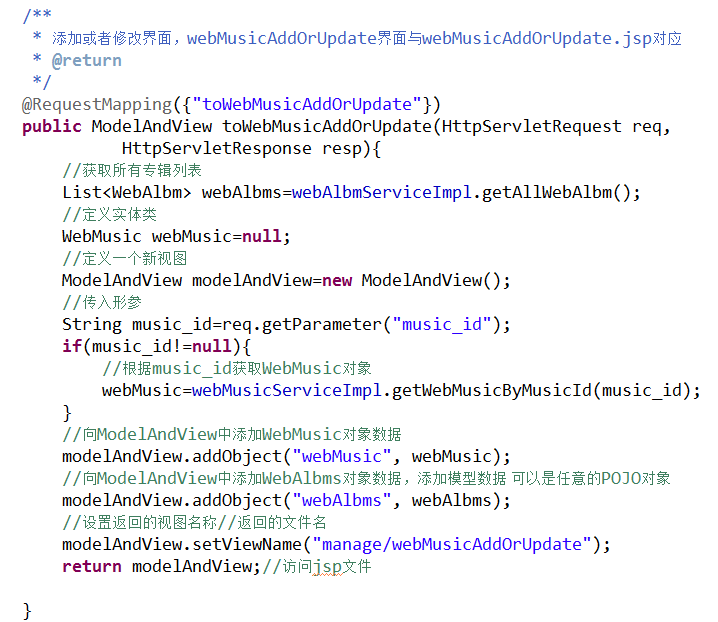 /**
 * 添加或者修改界面，webMusicAddOrUpdate界面与webMusicAddOrUpdate.jsp对应
 * @return
 */
@RequestMapping({"toWebMusicAddOrUpdate"})
public ModelAndView toWebMusicAddOrUpdate(HttpServletRequest req,
          HttpServletResponse resp){
    //获取所有专辑列表
    List<WebAlbm> webAlbms=webAlbmServiceImpl.getAllWebAlbm();
    //定义实体类
    WebMusic webMusic=null;
    //定义一个新视图
    ModelAndView modelAndView=new ModelAndView();
    //传入形参
    String music_id=req.getParameter("music_id");
    if(music_id!=null){
        //根据music_id获取WebMusic对象
        webMusic=webMusicServiceImpl.getWebMusicByMusicId(music_id);
    }
    //向ModelAndView中添加WebMusic对象数据
    modelAndView.addObject("webMusic", webMusic);
    //向ModelAndView中添加WebAlbms对象数据，添加模型数据 可以是任意的POJO对象
    modelAndView.addObject("webAlbms", webAlbms);
    //设置返回的视图名称//返回的文件名
    modelAndView.setViewName("manage/webMusicAddOrUpdate");
    return modelAndView;//访问jsp文件
}